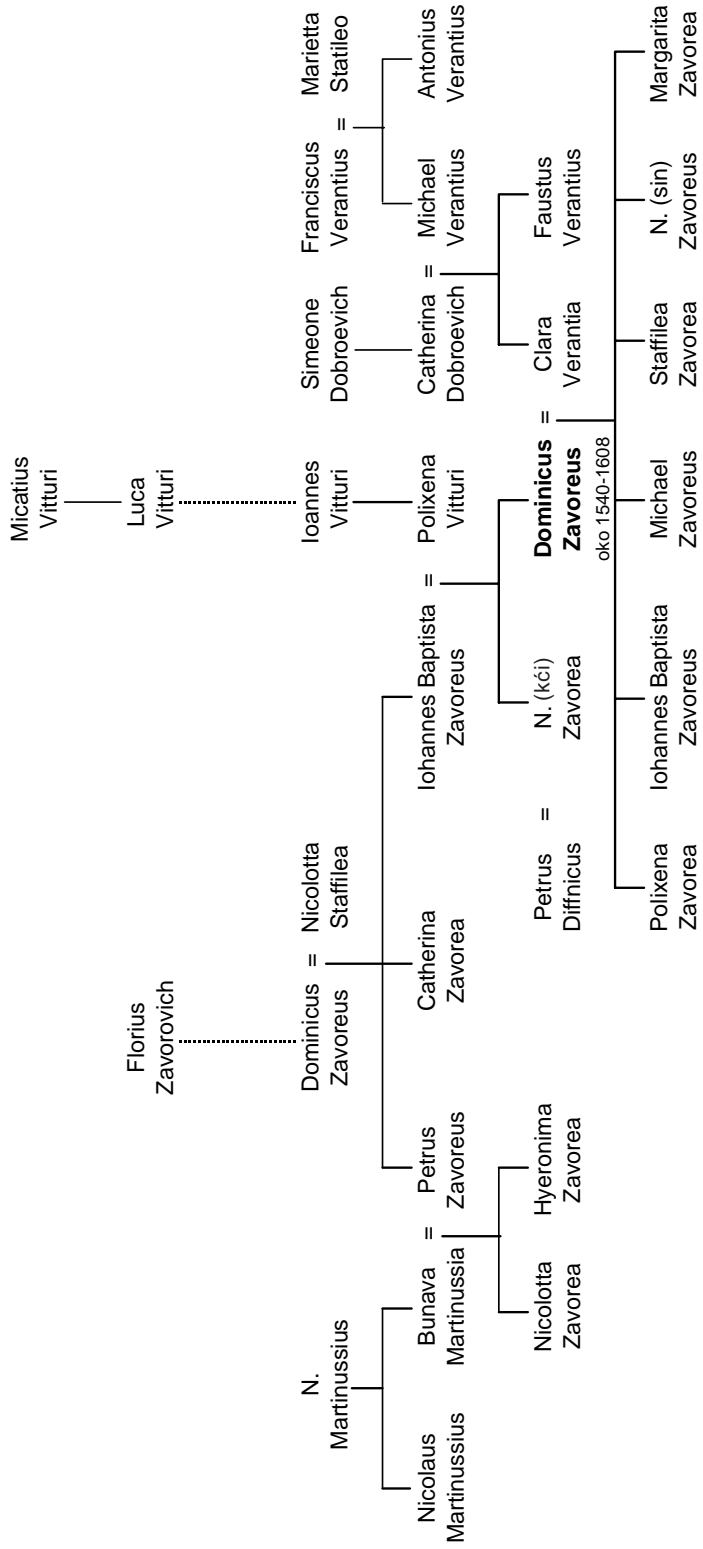 Micatius
Vitturi
Florius
Zavorovich
Luca
Vitturi
N.
Martinussius
Dominicus
Zavoreus
=
Nicolotta
Staffilea
Ioannes
Vitturi
Simeone
Dobroevich
Franciscus
Verantius
=
Marietta
Statileo
Nicolaus
Martinussius
Bunava
Martinussia
=
Petrus
Zavoreus
Catherina
Zavorea
Iohannes Baptista
Zavoreus
=
Polixena
Vitturi
Catherina
Dobroevich
=
Michael
Verantius
Antonius
Verantius
Nicolotta
Zavorea
Hyeronima
Zavorea
Petrus
Diffnicus
=
N. (kći)
Zavorea
Dominicus
Zavoreus
oko 1540-1608
=
Clara
Verantia
Faustus
Verantius
Polixena
Zavorea
Iohannes Baptista
Zavoreus
Michael
Zavoreus
Staffilea
Zavorea
N. (sin)
Zavoreus
Margarita
Zavorea